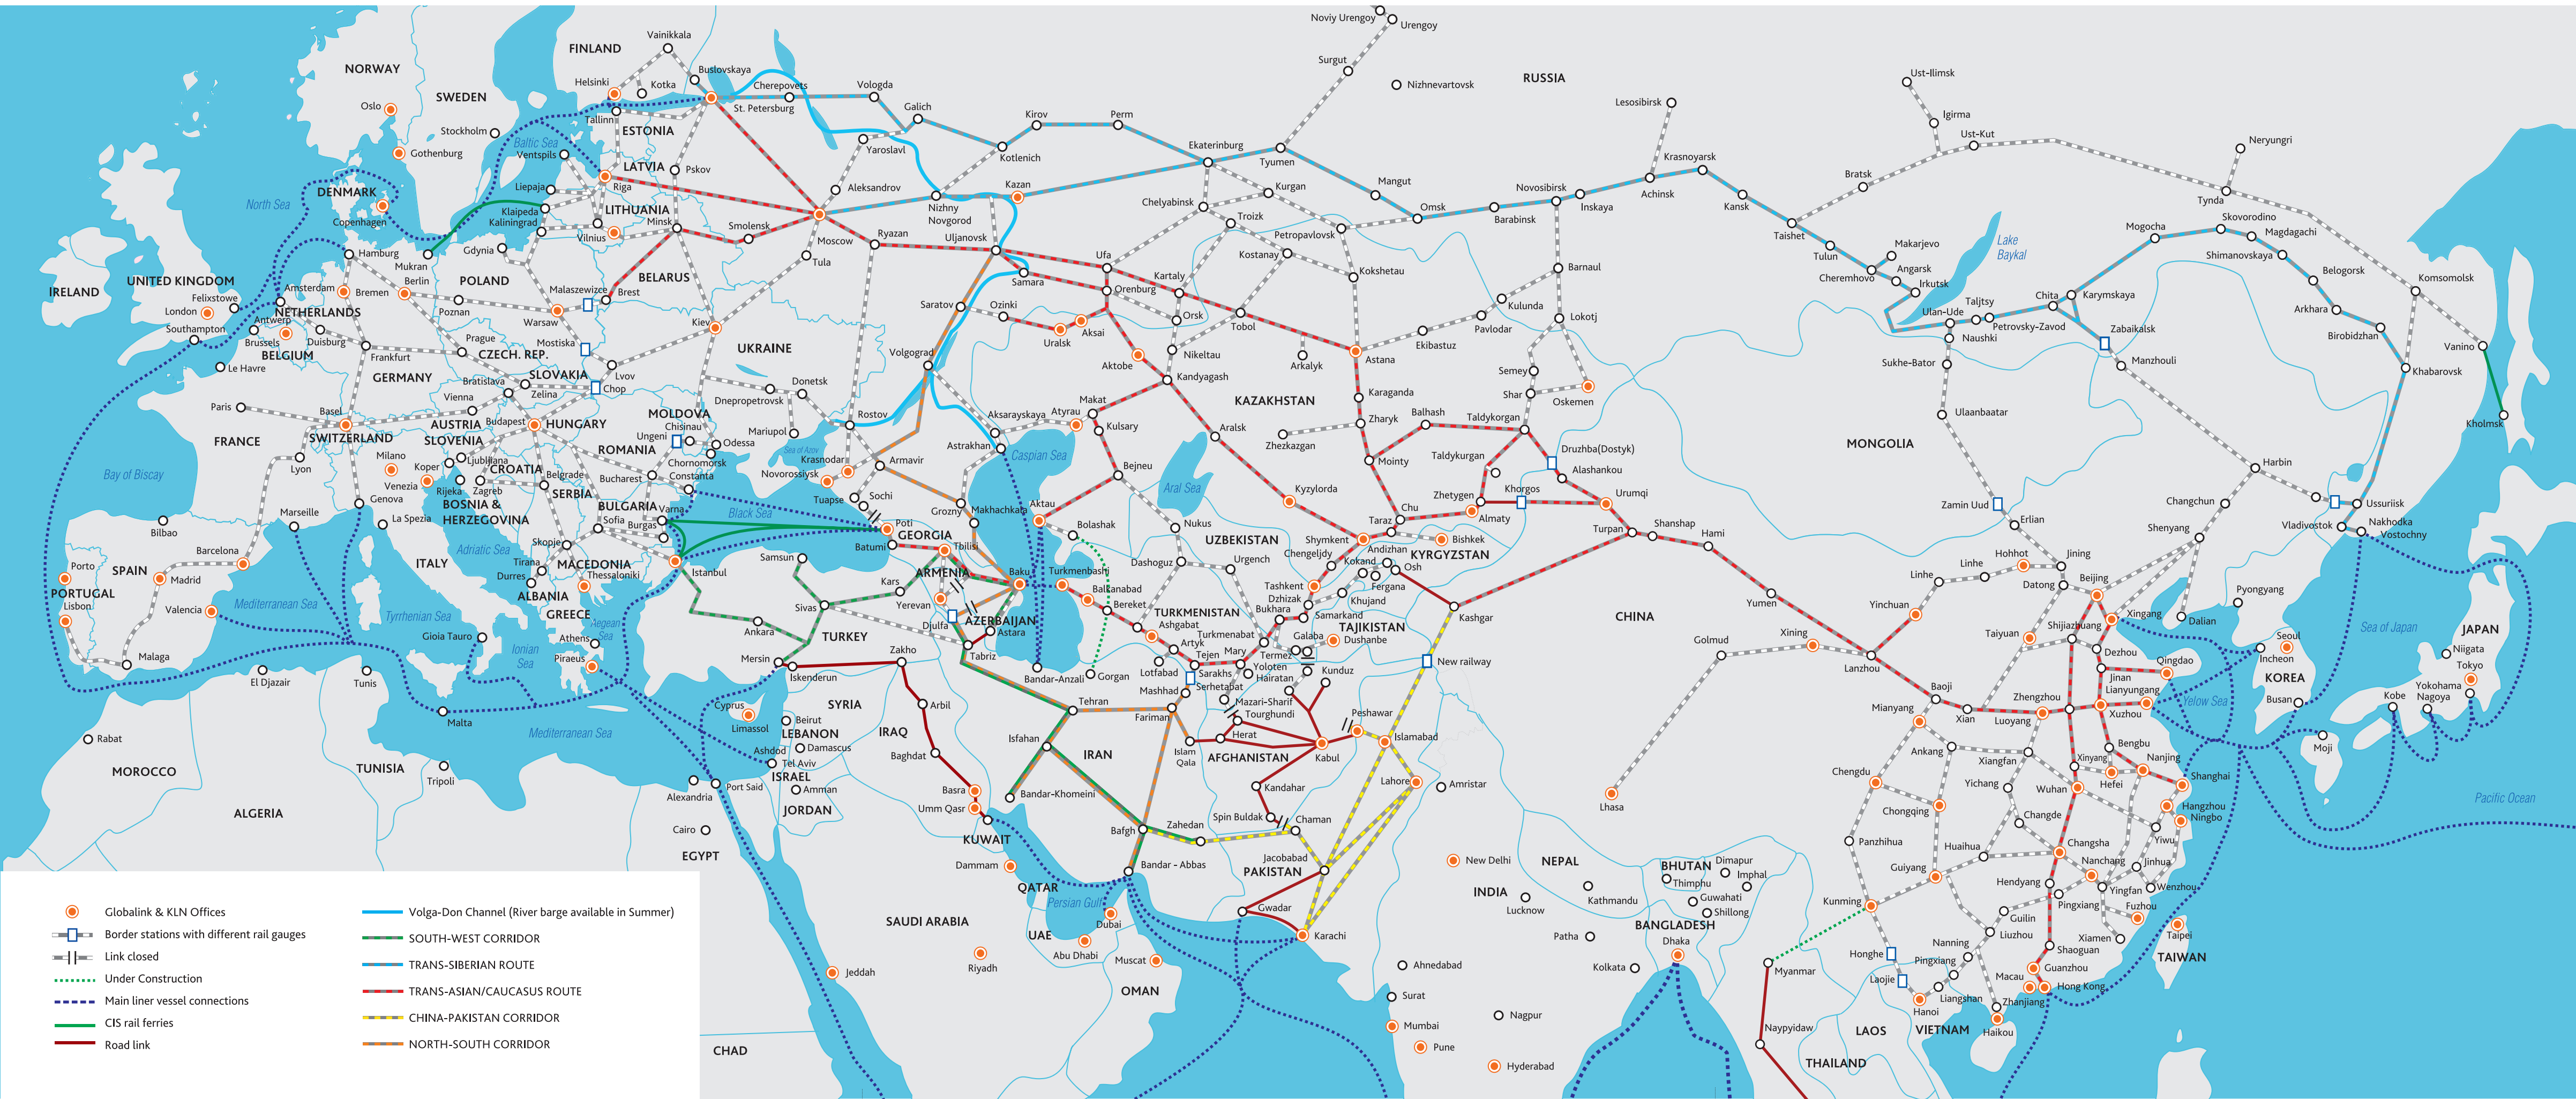 Noviy Urengoy
Urengoy
Vainikkala
FINLAND
NORWAY
Buslovskaya
Surgut
RUSSIA
Ust-Ilimsk
Helsinki
Kotka
Cherepovets
Vologda
Nizhnevartovsk
SWEDEN
Oslo
St. Petersburg
Galich
Lesosibirsk
Igirma
Tallinn
Kirov
Perm
Stockholm
ESTONIA
Ust-Kut
Neryungri
Baltic Sea
Ventspils
Yaroslavl
Kotlenich
Ekaterinburg
Tyumen
Krasnoyarsk
Gothenburg
LATVIA
Pskov
Bratsk
DENMARK
Liepaja
Riga
Aleksandrov
Kazan
Kurgan
Mangut
Novosibirsk
Achinsk
Kansk
Tynda
North Sea
Copenhagen
Klaipeda
LITHUANIA
Nizhny
Novgorod
Chelyabinsk
Omsk
Barabinsk
Inskaya
Kaliningrad
Minsk
Smolensk
Troizk
Skovorodino
Mogocha
Magdagachi
Vilnius
Moscow
Ryazan
Uljanovsk
Petropavlovsk
Taishet
Lake
Baykal
Makarjevo
Shimanovskaya
Hamburg
Gdynia
Tula
Kostanay
Tulun
Angarsk
Mukran
Ufa
Kokshetau
Barnaul
Cheremhovo
Irkutsk
Belogorsk
Komsomolsk
UNITED KINGDOM
IRELAND
Berlin
POLAND
BELARUS
Samara
Kartaly
Amsterdam
Bremen
Malaszewizce
Brest
Orenburg
Felixstowe
London
NETHERLANDS
Poznan
Warsaw
Saratov
Ozinki
Kulunda
Taljtsy
Chita
Karymskaya
Arkhara
Southampton
Antwerp
Kiev
Aksai
Orsk
Tobol
Pavlodar
Lokotj
Ulan-Ude
Petrovsky-Zavod
Zabaikalsk
Brussels
Duisburg
Uralsk
Ekibastuz
Naushki
Birobidzhan
BELGIUM
Frankfurt
Prague
Mostiska
UKRAINE
Volgograd
Nikeltau
Arkalyk
Astana
Vanino
CZECH. REP.
Le Havre
Aktobe
Sukhe-Bator
Manzhouli
GERMANY
SLOVAKIA
Lvov
Kandyagash
Semey
Khabarovsk
Bratislava
Zelina
Chop
Donetsk
Karaganda
Shar
Oskemen
Vienna
Dnepropetrovsk
KAZAKHSTAN
Paris
Basel
MOLDOVA
Chisinau
Rostov
Aksarayskaya
Atyrau
Makat
Balhash
Taldykorgan
Ulaanbaatar
AUSTRIA
Budapest
HUNGARY
Zharyk
Kholmsk
FRANCE
SWITZERLAND
SLOVENIA
Ungeni
Odessa
Mariupol
Kulsary
Aralsk
Zhezkazgan
MONGOLIA
Milano
Koper
Ljubljana
ROMANIA
Sea of Azov
Astrakhan
Druzhba(Dostyk)
Lyon
CROATIA
Chornomorsk
Krasnodar
Armavir
Caspian Sea
Bejneu
Mointy
Taldykurgan
Harbin
Bay of Biscay
Venezia
Rijeka
Zagreb
Belgrade
Bucharest
Constanta
Novorossiysk
Alashankou
Genova
BOSNIA &
HERZEGOVINA
SERBIA
Tuapse
Sochi
Aral Sea
Kyzylorda
Zhetygen
Khorgos
Urumqi
Changchun
Ussuriisk
Marseille
La Spezia
BULGARIA
Varna
Black Sea
Grozny
Makhachkala
Aktau
Chu
Zamin Uud
Bilbao
Sofia
Burgas
Poti
Bolashak
Nukus
Taraz
Almaty
Turpan
Shanshap
Erlian
Shenyang
Vladivostok
Nakhodka
Vostochny
GEORGIA
Hami
Barcelona
Adriatic Sea
Skopje
Batumi
Tbilisi
UZBEKISTAN
Shymkent
Bishkek
Porto
SPAIN
ITALY
Tirana
MACEDONIA
Samsun
Dashoguz
Urgench
Chengeljdy
Andizhan
KYRGYZSTAN
Hohhot
Jining
Madrid
Durres
Thessaloniki
Istanbul
ARMENIA
Baku
Turkmenbashi
Kokand
Osh
Linhe
Linhe
Datong
Beijing
PORTUGAL
ALBANIA
Kars
Tashkent
Fergana
Pyongyang
Lisbon
Valencia
Mediterranean Sea
Tyrrhenian Sea
GREECE
Sivas
Yerevan
Balkanabad
Dzhizak
Khujand
Kashgar
Yumen
Yinchuan
Xingang
Dalian
Bereket
TURKMENISTAN
Bukhara
Samarkand
CHINA
Aegean
Sea
Ankara
Djulfa
AZERBAIJAN
Astara
Ashgabat
TAJIKISTAN
Sea of Japan
JAPAN
Gioia Tauro
Athens
TURKEY
Turkmenabat
Galaba
Dushanbe
Golmud
Xining
Taiyuan
Shijiazhuang
Seoul
Ionian
Sea
Piraeus
Mersin
Zakho
Tabriz
Artyk
Mary
Termez
Dezhou
Incheon
Niigata
Malaga
Iskenderun
Bandar-Anzali
Gorgan
Lotfabad
Tejen
Sarakhs
Yoloten
Hairatan
Kunduz
New railway
Lanzhou
Qingdao
Tokyo
El Djazair
Tunis
Jinan
KOREA
Mashhad
Serhetabat
Baoji
Zhengzhou
Lianyungang
Yokohama
Cyprus
SYRIA
Arbil
Tehran
Mazari-Sharif
Yelow Sea
Busan
Kobe
Nagoya
Malta
Limassol
Beirut
LEBANON
Fariman
Tourghundi
Peshawar
Mianyang
Xian
Luoyang
Xuzhou
Mediterranean Sea
IRAQ
Isfahan
Herat
Islamabad
Rabat
Ashdod
Damascus
Baghdat
IRAN
Islam
Qala
AFGHANISTAN
Kabul
Ankang
Xiangfan
Bengbu
Moji
MOROCCO
TUNISIA
Tripoli
Tel Aviv
Xinyang
Nanjing
ISRAEL
Chengdu
Yichang
Hefei
Shanghai
Alexandria
Port Said
Amman
Basra
Bandar-Khomeini
Kandahar
Lahore
Amristar
Wuhan
JORDAN
Umm Qasr
Lhasa
Chongqing
Hangzhou
Ningbo
Pacific Ocean
ALGERIA
Cairo
Spin Buldak
Chaman
Changde
KUWAIT
Bafgh
Zahedan
Yiwu
EGYPT
Panzhihua
Huaihua
Changsha
Dammam
Bandar - Abbas
Jacobabad
New Delhi
NEPAL
BHUTAN
Dimapur
Nanchang
Jinhua
QATAR
PAKISTAN
Imphal
Guiyang
Thimphu
Hendyang
Yingfan
Wenzhou
Persian Gulf
INDIA
Lucknow
Kathmandu
Guwahati
Kunming
Pingxiang
Fuzhou
Gwadar
Shillong
Guilin
SAUDI ARABIA
UAE
Dubai
Karachi
Patha
BANGLADESH
Liuzhou
Xiamen
Taipei
Dhaka
Nanning
Shaoguan
Abu Dhabi
Honghe
Pingxiang
TAIWAN
Riyadh
Muscat
Ahnedabad
Kolkata
Myanmar
Guanzhou
Jeddah
Laojie
Macau
Hong Kong
OMAN
Surat
Liangshan
Zhanjiang
Nagpur
Hanoi
Mumbai
Naypyidaw
LAOS
VIETNAM
Haikou
Pune
CHAD
Hyderabad
THAILAND
Globalink & KLN Offices
Border stations with different rail gauges
Link closed
Under Construction
Main liner vessel connections
CIS rail ferries
Road link
Volga-Don Channel (River barge available in Summer)
SOUTH-WEST CORRIDOR
TRANS-SIBERIAN ROUTE
TRANS-ASIAN/CAUCASUS ROUTE
CHINA-PAKISTAN CORRIDOR
NORTH-SOUTH CORRIDOR